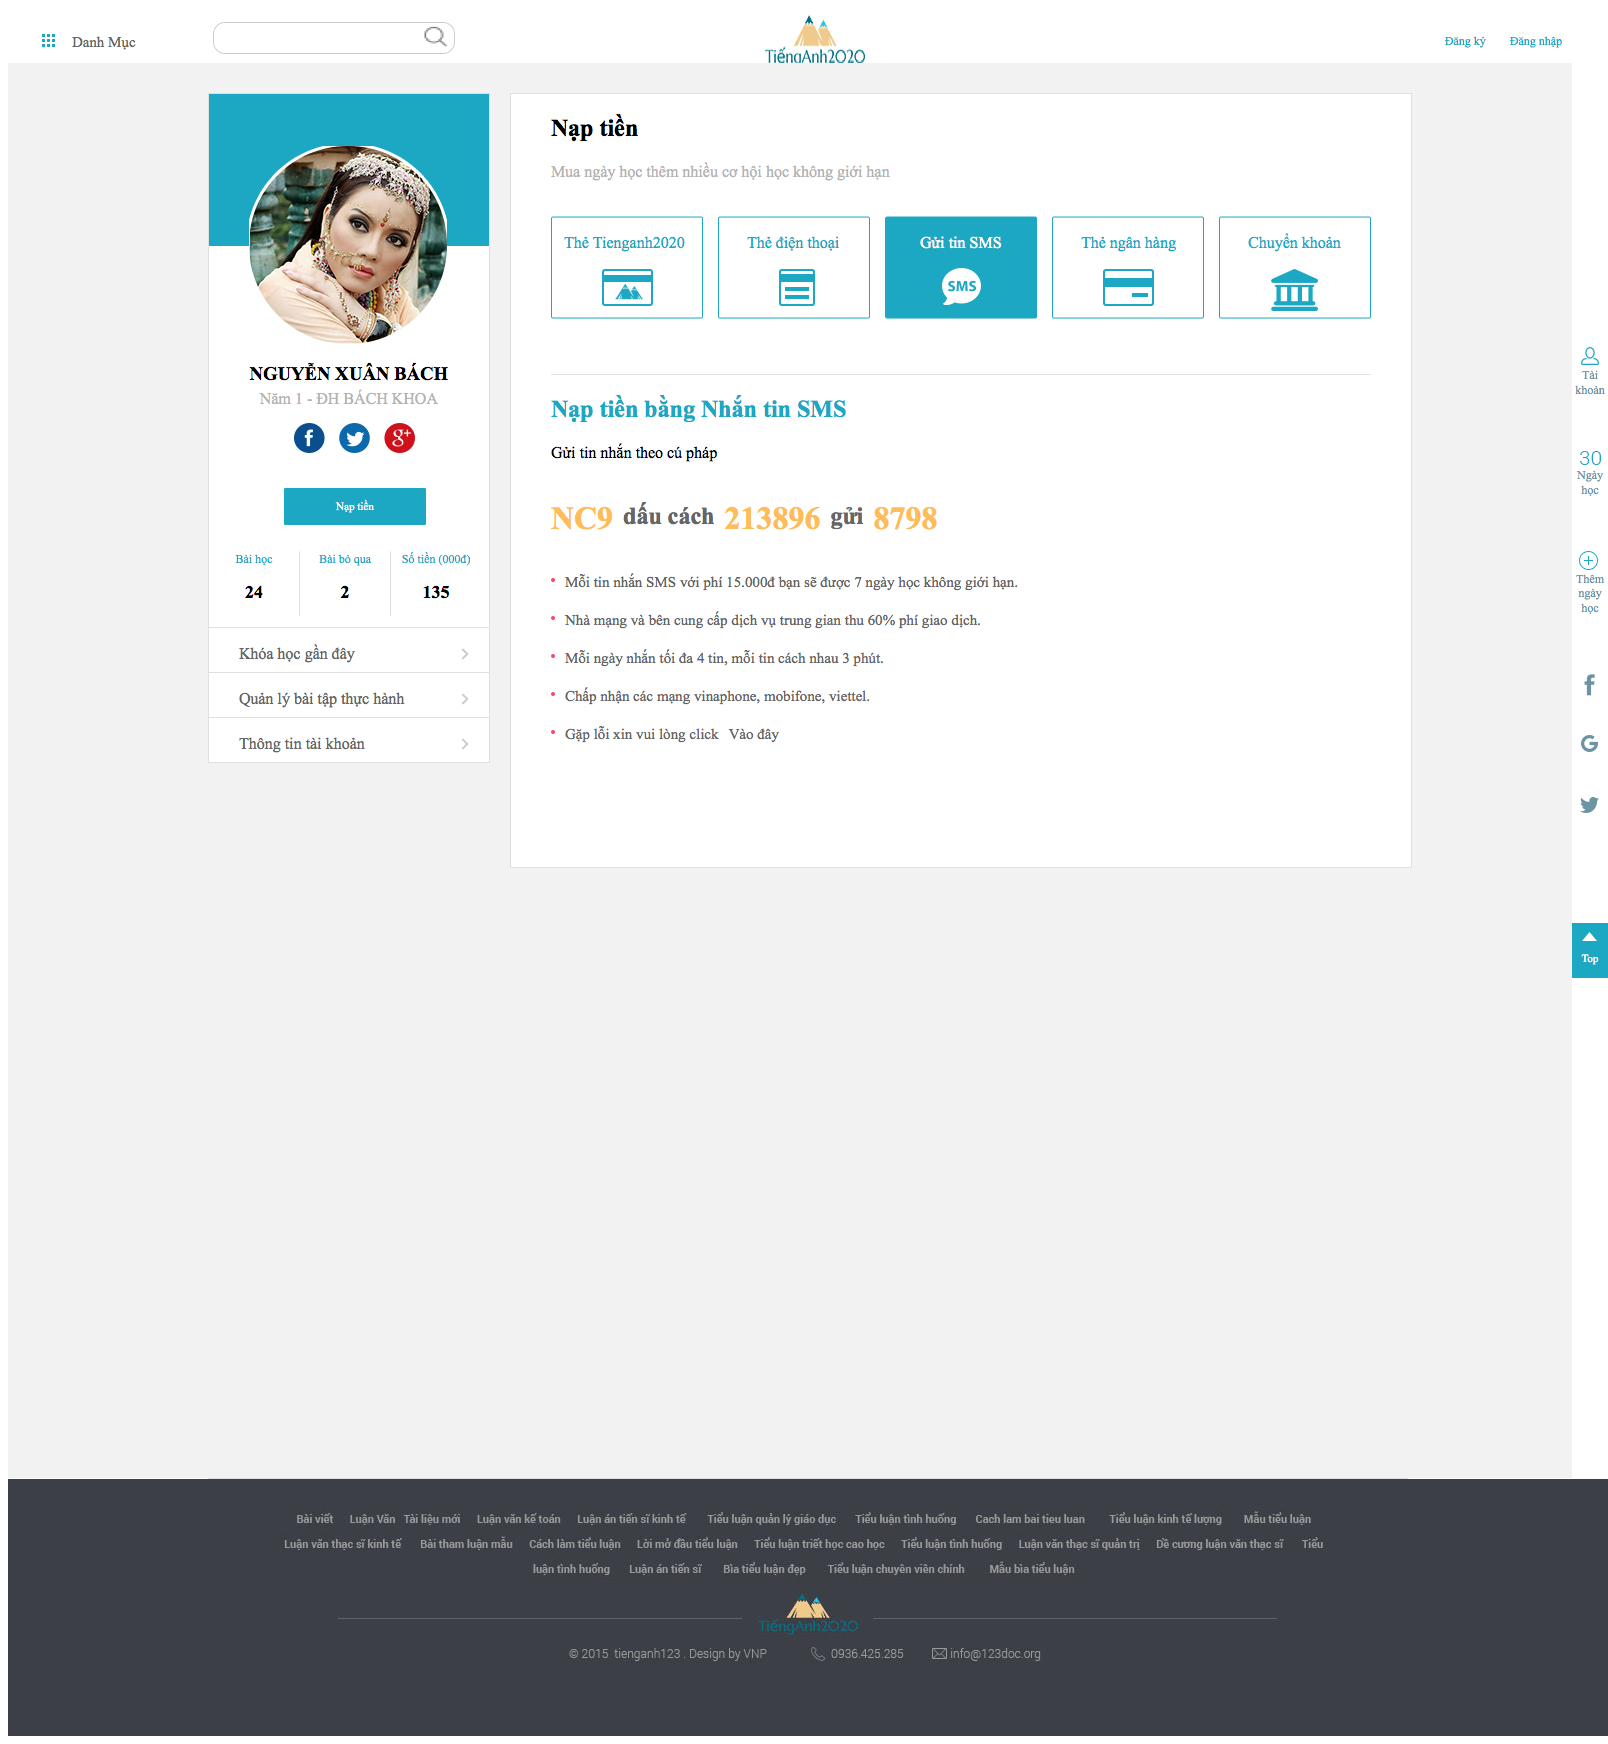 Danh Mục
TiếngAnh2020
Đăng ký Đăng nhập
NGUYỄN XUÂN BÁCH
Năm 1 - ĐH BÁCH KHOA
f g+
Nạp tiền
Bài học Bài bỏ qua Số tiền (000đ)
24 2 135
Khóa học gần đây
Quản lý bài tập thực hành
Thông tin tài khoản
Nạp tiền
Mua ngày học thêm nhiều cơ hội học không giới hạn
Thẻ Tienganh2020 Thẻ điện thoại Gửi tin SMS Thẻ ngân hàng Chuyển khoản
SMS
Nạp tiền bằng Nhắn tin SMS
Gửi tin nhắn theo cú pháp
NC9 dấu cách 213896 gửi 8798
Mỗi tin nhắn SMS với phí 15.000đ bạn sẽ được 7 ngày học không giới hạn.
Nhà mạng và bên cung cấp dịch vụ trung gian thu 60% phí giao dịch.
Mỗi ngày nhắn tối đa 4 tin, mỗi tin cách nhau 3 phút.
Chấp nhận các mạng vinaphone, mobifone, viettel.
Gặp lỗi xin vui lòng click Vào đây
Tài
khoản
30
Ngày
học
Thêm
ngày
học
f
G
Top
Bài viết Luận Văn Tài liệu mới Luận văn kế toán Luận án tiến sĩ kinh tế Tiểu luận quản lý giáo dục Tiểu luận tình huống Cach lam bai tieu luan Tiểu luận kinh tế lượng Mẫu tiểu luận
Luận văn thạc sĩ kinh tế Bài tham luận mẫu Cách làm tiểu luận Lời mở đầu tiểu luận Tiểu luận triết học cao học Tiểu luận tình huống Luận văn thạc sĩ quản trị Dề cương luận văn thạc sĩ Tiểu
luận tình huống Luận án tiến sĩ Bìa tiểu luận đẹp Tiểu luận chuyên viên chính Mẫu bìa tiểu luận
TiếngAnh2020
© 2015 tienganh123 . Design by VNP 0936.425.285 info@123doc.org